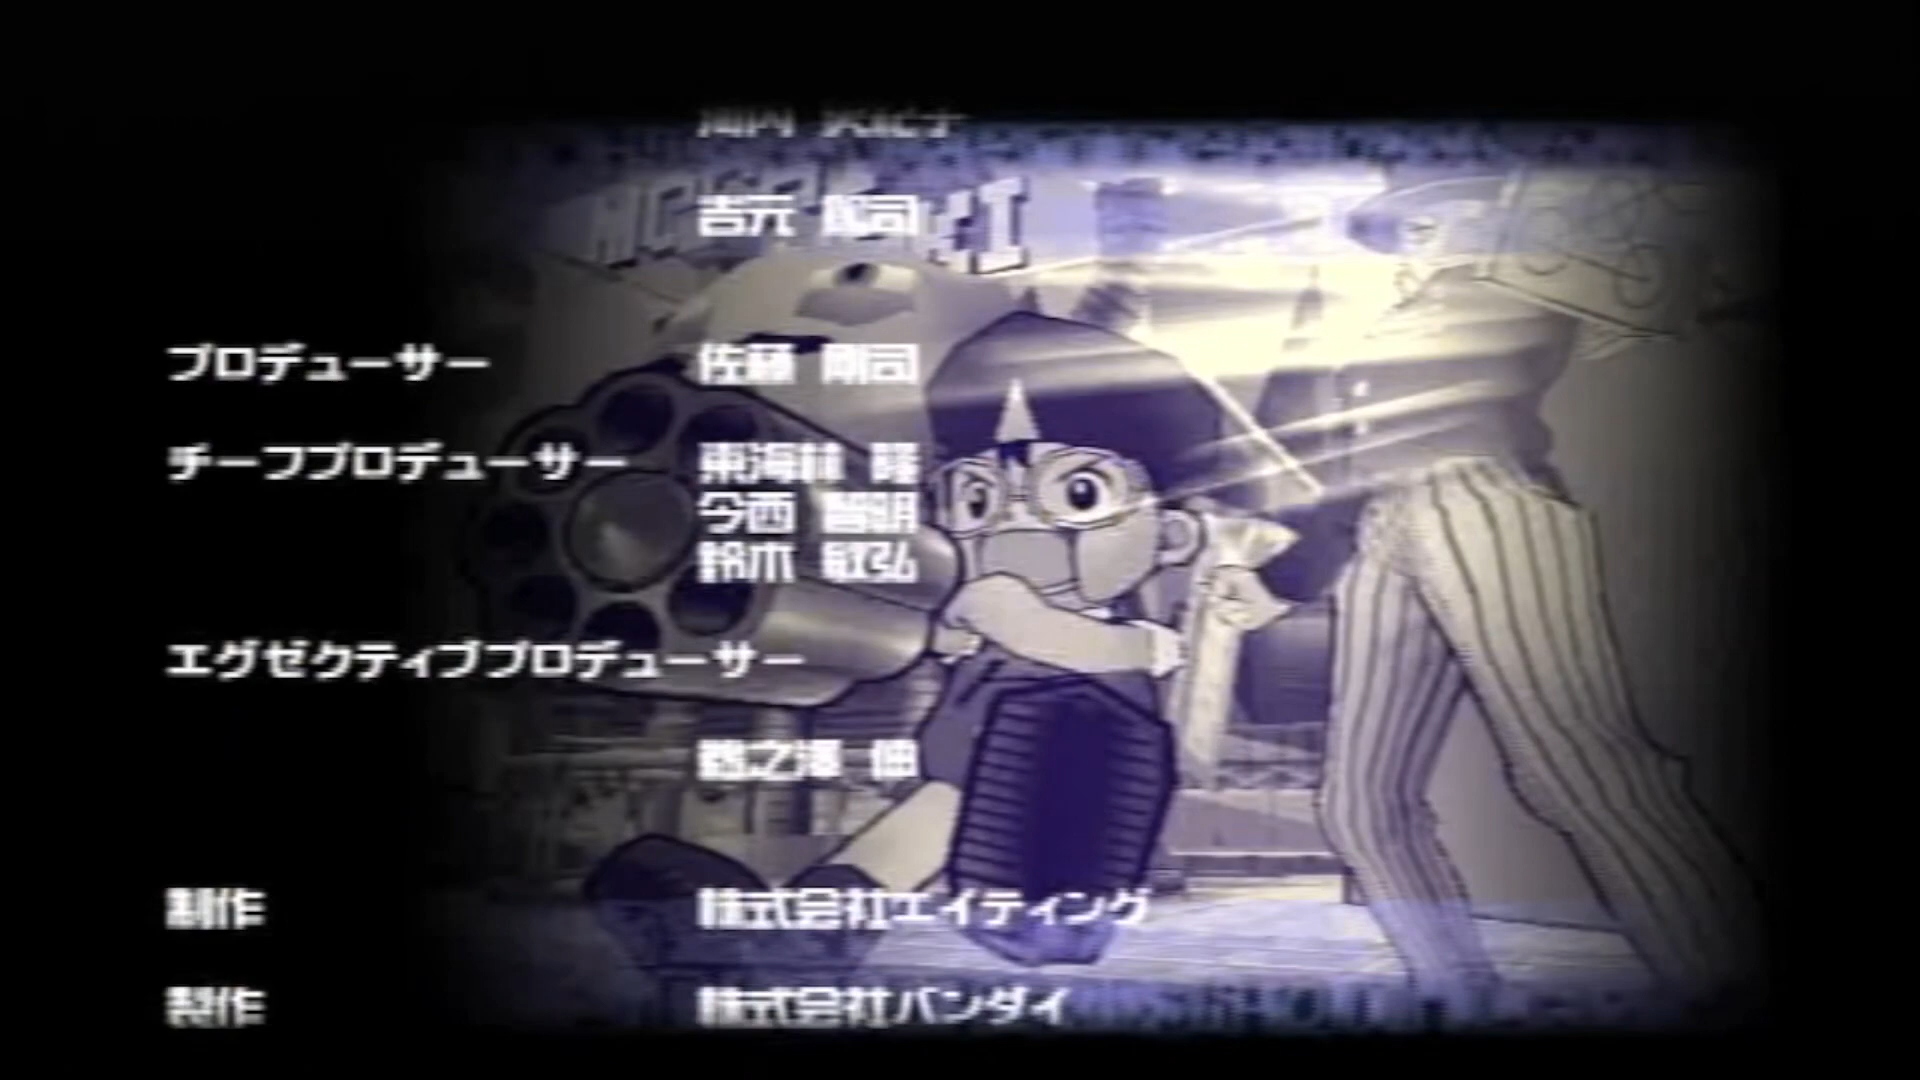 吉元 司
プロデューサー 佐藤 剛司
チーフプロデューサー 東海林 隆
今西 智明
鈴木 敏弘
エグゼクティブプロデューサー
鵜之澤 伸
制作 株式会社エイティング
製作 株式会社バンダイ